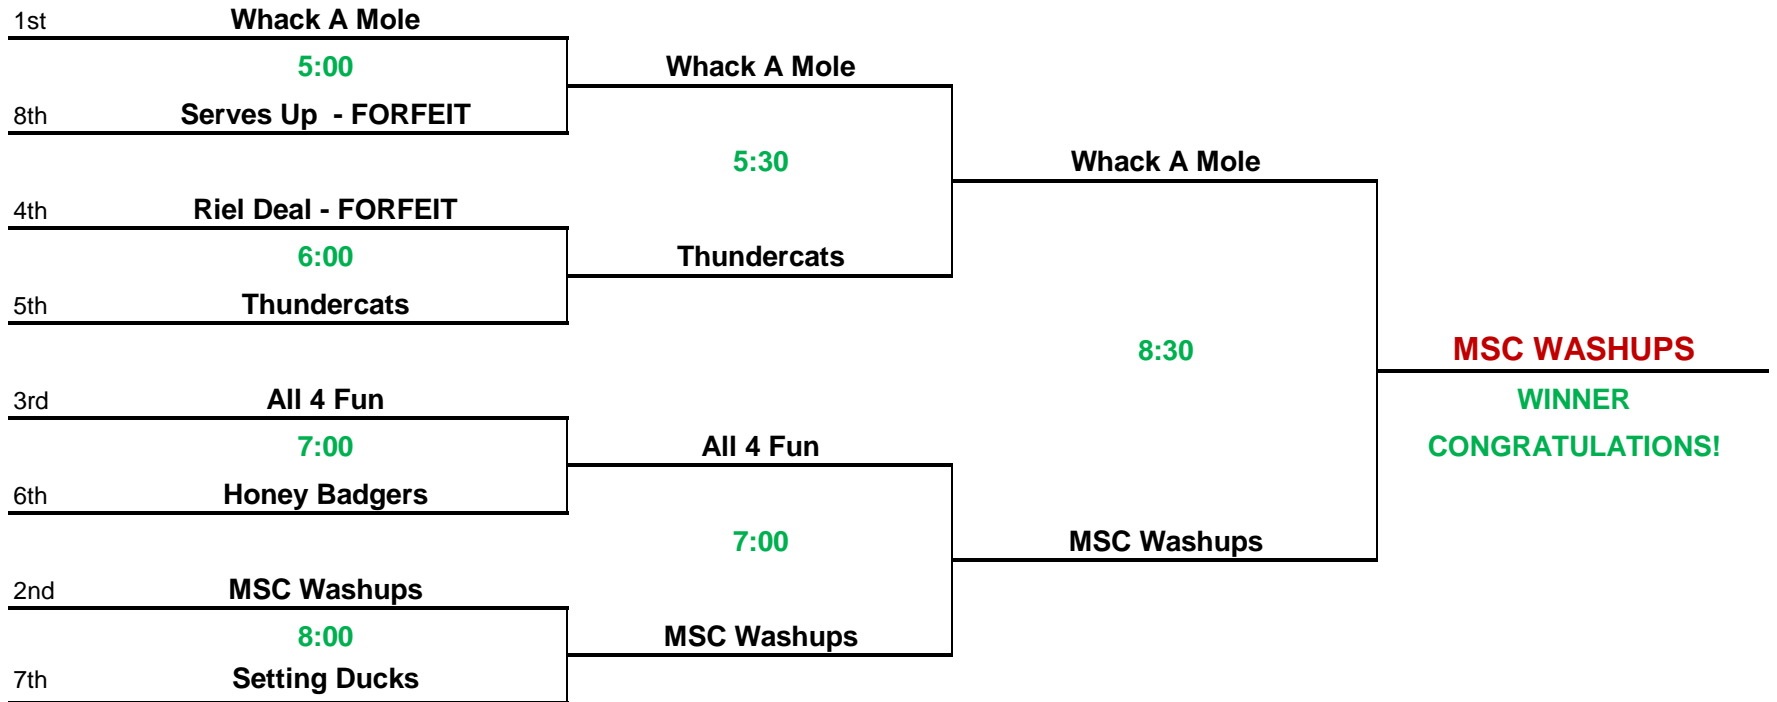 1st Whack A Mole
5:00 Whack A Mole
8th Serves Up  - FORFEIT
5:30 Whack A Mole
4th Riel Deal - FORFEIT
6:00 Thundercats
5th Thundercats
8:30 MSC WASHUPS
3rd All 4 Fun WINNER
7:00 All 4 Fun CONGRATULATIONS!
6th Honey Badgers
7:00 MSC Washups
2nd MSC Washups
8:00 MSC Washups
7th Setting Ducks